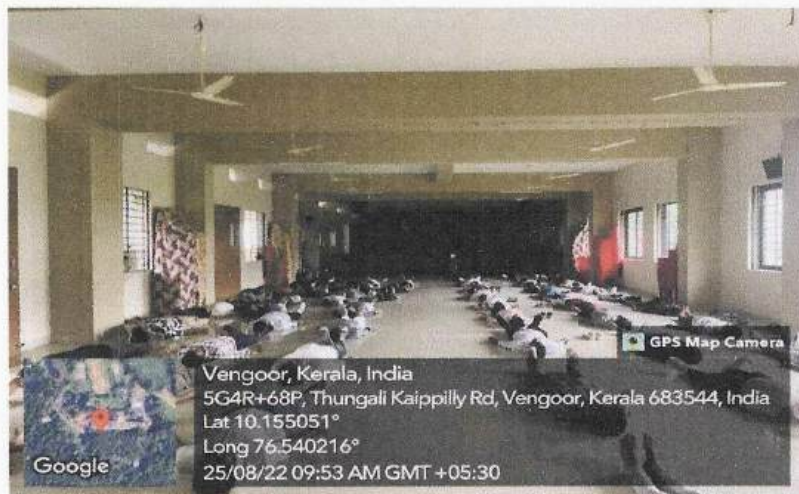 GPS Map Camera
Vengoor, Kerala, India
5G4R+68P, Thungali Kaippilly Rd, Vengoor, Kerala 683544, India
Lat 10.155051°
Long 76.540216°
25/08/22 09:53 AM GMT +05:30
Google